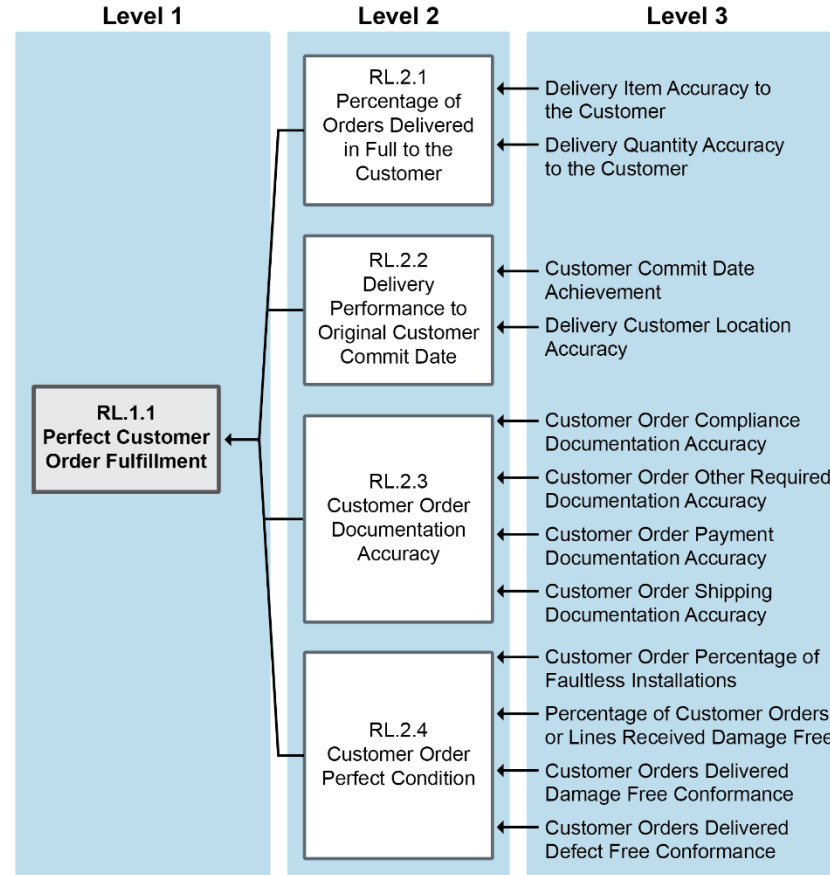 Level 1
Level 2
Level 3
RL.1.1
Perfect Customer
Order Fulfillment
RL.2.1
Percentage of
Orders Delivered
in Full to the
Customer
Delivery Item Accuracy to
the Customer
Delivery Quantity Accuracy
to the Customer
RL.2.2
Delivery
Performance to
Original Customer
Commit Date
Customer Commit Date
Achievement
Delivery Customer Location
Accuracy
RL.2.3
Customer Order
Documentation
Accuracy
Customer Order Compliance
Documentation Accuracy
Customer Order Other Required
Documentation Accuracy
Customer Order Payment
Documentation Accuracy
Customer Order Shipping
Documentation Accuracy
RL.2.4
Customer Order
Perfect Condition
Customer Order Percentage of
Faultless Installations
Percentage of Customer Orders
or Lines Received Damage Free
Customer Orders Delivered
Damage Free Conformance
Customer Orders Delivered
Defect Free Conformance